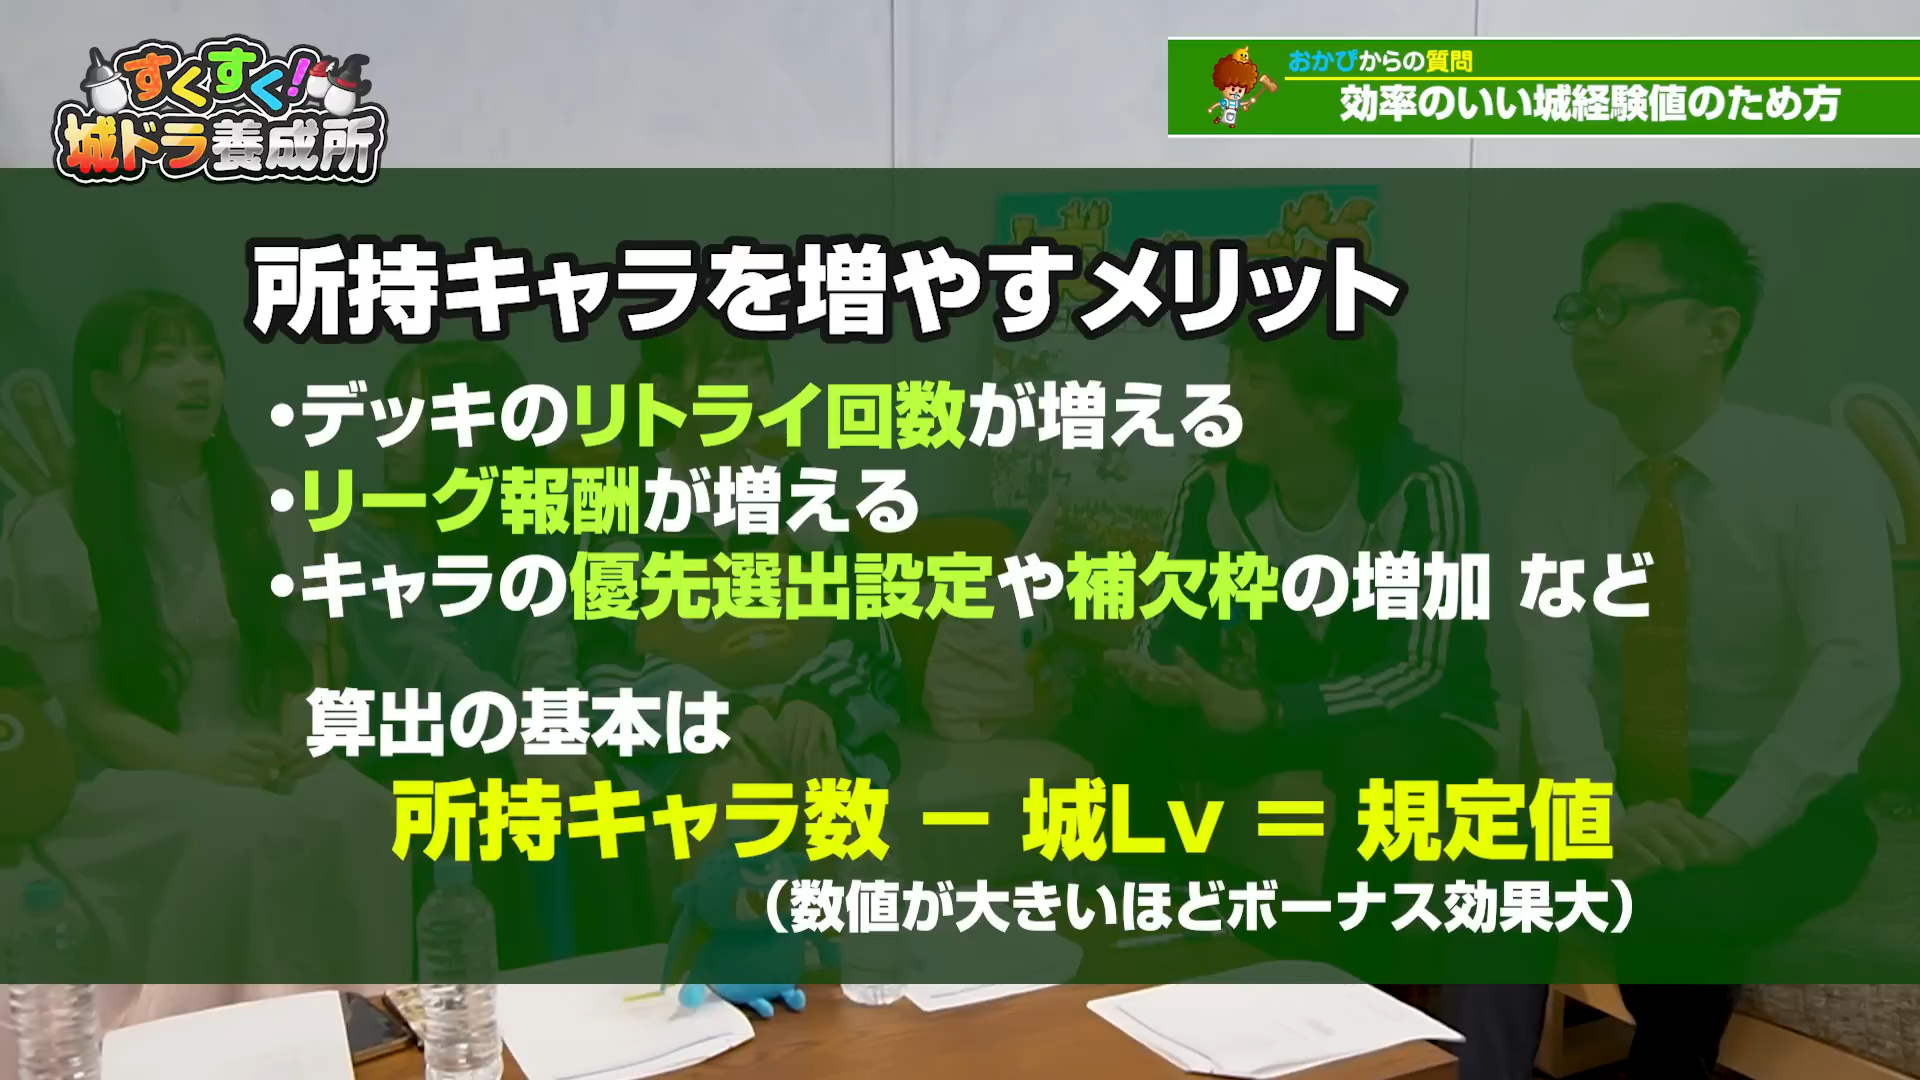 すくすく!
城ドラ養成所
おかぴからの質問
効率のいい城経験値のため方
所持キャラを増やすメリット
・デッキのリトライ回数が増える
・リーグ報酬が増える
・キャラの優先選出設定や補欠枠の増加 など
算出の基本は
所持キャラ数 － 城Lv ＝ 規定値
（数値が大きいほどボーナス効果大）